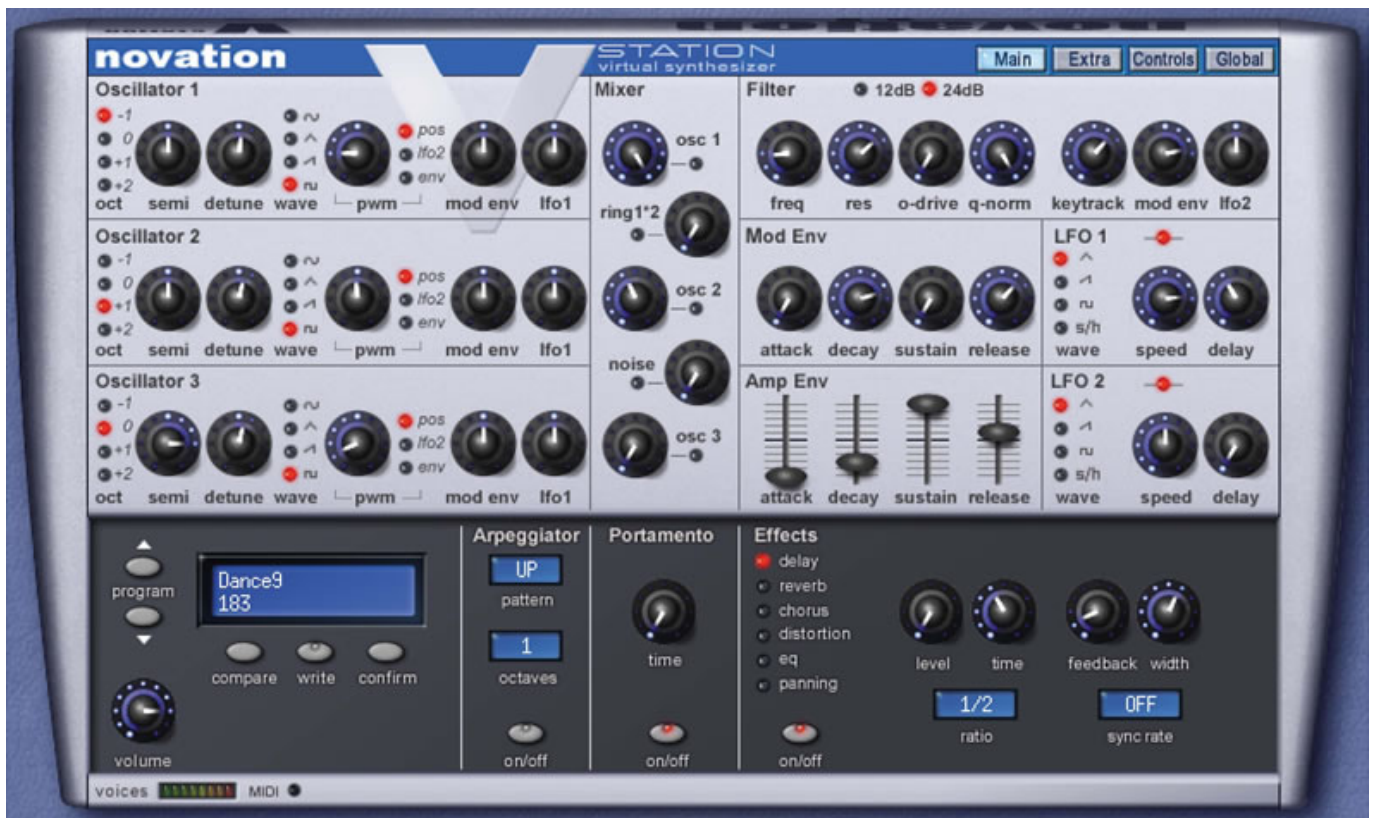 novation
STATION
virtual synthesizer
Main Extra Controls Global
Oscillator 1
-1
0
+1
+2
oct semi detune wave pwm mod env lfo1
pos
lfo2
env
Oscillator 2
-1
0
+1
+2
oct semi detune wave pwm mod env lfo1
pos
lfo2
env
Oscillator 3
-1
0
+1
+2
oct semi detune wave pwm mod env lfo1
pos
lfo2
env
Mixer
osc 1
ring1*2
osc 2
noise
osc 3
Filter 12dB 24dB
freq res o-drive q-norm keytrack mod env lfo2
Mod Env
attack decay sustain release
LFO 1
s/h
wave speed delay
Amp Env
attack decay sustain release
LFO 2
s/h
wave speed delay
program
Dance9
183
compare write confirm
volume
Arpeggiator
UP
pattern
1
octaves
on/off
Portamento
time
on/off
Effects
delay
reverb
chorus
distortion
eq
panning
on/off
level time feedback width
1/2 OFF
ratio sync rate
voices MIDI